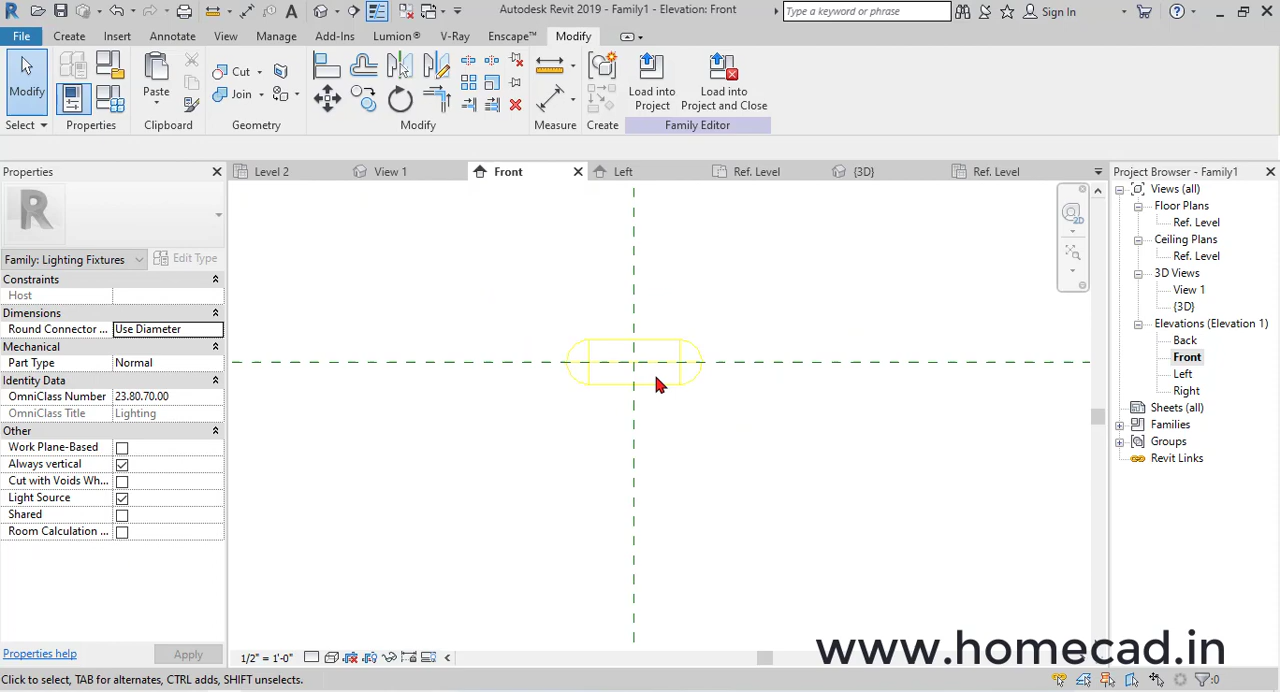 Autodesk Revit 2019 - Family1 - Elevation: Front
Type a keyword or phrase
Sign In
File Create Insert Annotate View Manage Add-Ins Lumion® V-Ray Enscape™ Modify
Modify
Paste
Cut
Join
Load into Project
Load into Project and Close
Select Properties Clipboard Geometry Modify Measure Create Family Editor
Properties
Level 2 View 1 Front Left Ref. Level {3D} Ref. Level
Project Browser - Family1
Family: Lighting Fixtures Edit Type
Constraints
Host
Dimensions
Round Connector ... Use Diameter
Mechanical
Part Type Normal
Identity Data
OmniClass Number 23.80.70.00
OmniClass Title Lighting
Other
Work Plane-Based
Always vertical
Cut with Voids Wh...
Light Source
Shared
Room Calculation ...
Properties help Apply
2D
Views (all)
Floor Plans
Ref. Level
Ceiling Plans
Ref. Level
3D Views
View 1
{3D}
Elevations (Elevation 1)
Back
Front
Left
Right
Sheets (all)
Families
Groups
Revit Links
1/2" = 1'-0"
www.homecad.in
Click to select, TAB for alternates, CTRL adds, SHIFT unselects.
:0